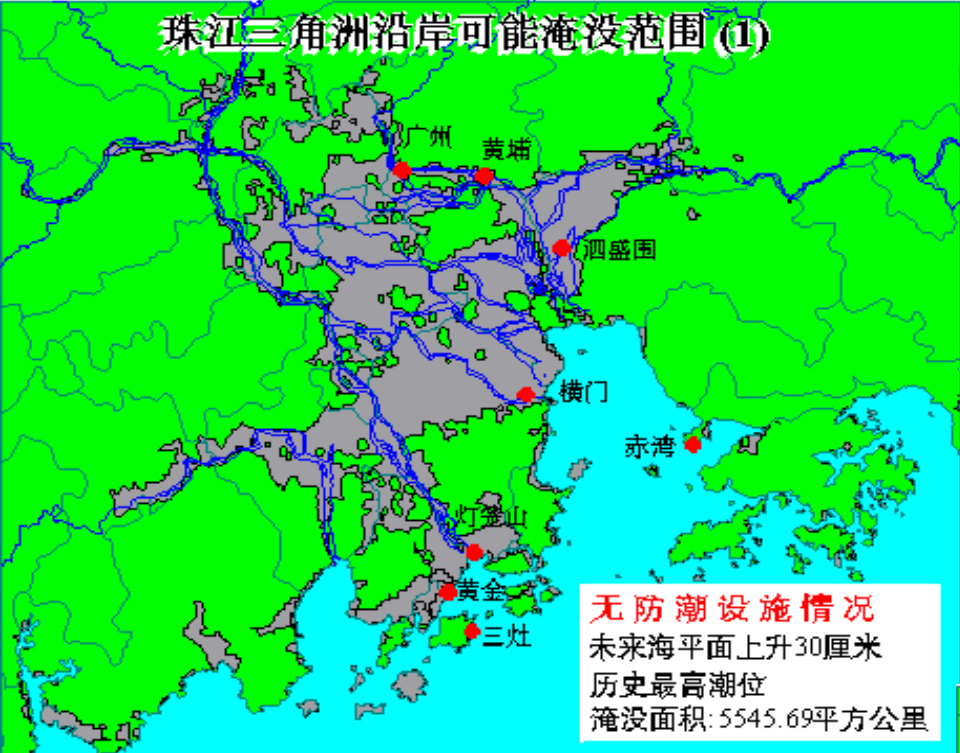 珠江三角洲沿岸可能淹没范围 (1)
广州
黄埔
泗盛围
横门
赤湾
灯笼山
黄金
三灶
无防潮设施情况
未来海平面上升30厘米
历史最高潮位
淹没面积:5545.69平方公里